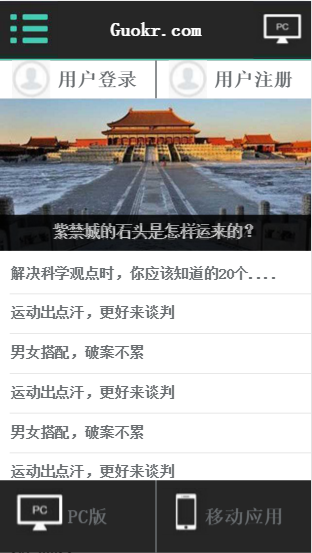 Guokr.com
PC
用户登录 用户注册
紫禁城的石头是怎样运来的?
解决科学观点时，你应该知道的20个....
运动出点汗，更好来谈判
男女搭配，破案不累
运动出点汗，更好来谈判
男女搭配，破案不累
运动出点汗，更好来谈判
PC PC版 移动应用